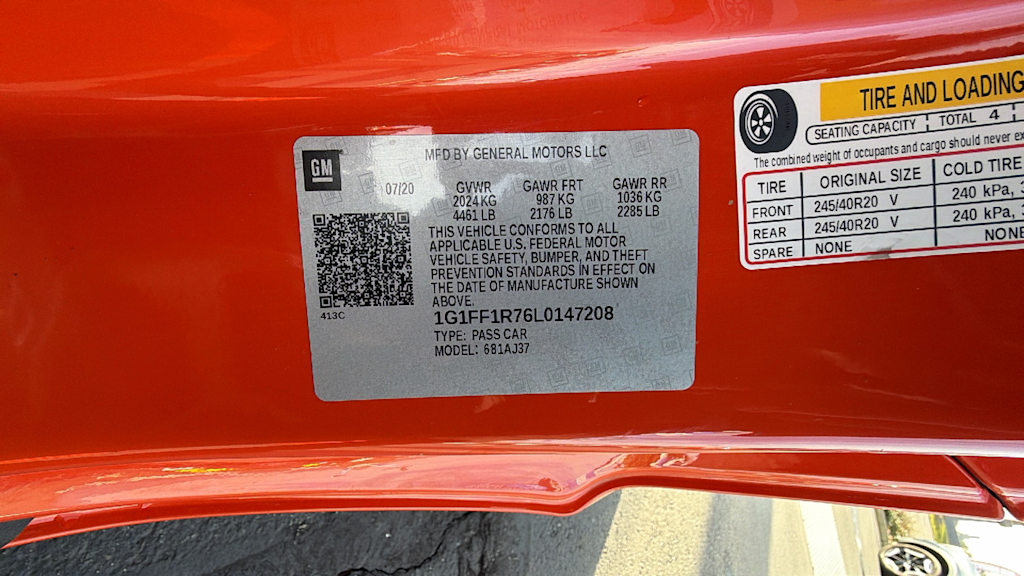 GM
MFD BY GENERAL MOTORS LLC
07/20
GVWR GAWR FRT GAWR RR
2024 KG 987 KG 1036 KG
4461 LB 2176 LB 2285 LB
THIS VEHICLE CONFORMS TO ALL
APPLICABLE U.S. FEDERAL MOTOR
VEHICLE SAFETY, BUMPER, AND THEFT
PREVENTION STANDARDS IN EFFECT ON
THE DATE OF MANUFACTURE SHOWN
ABOVE.
413C
1G1FF1R76L0147208
TYPE: PASS CAR
MODEL: 681AJ37
TIRE AND LOADING
SEATING CAPACITY TOTAL 4
The combined weight of occupants and cargo should never
TIRE ORIGINAL SIZE COLD TIRE
FRONT 245/40R20 V 240 kPa, 3
REAR 245/40R20 V 240 kPa, 3
SPARE NONE NONE